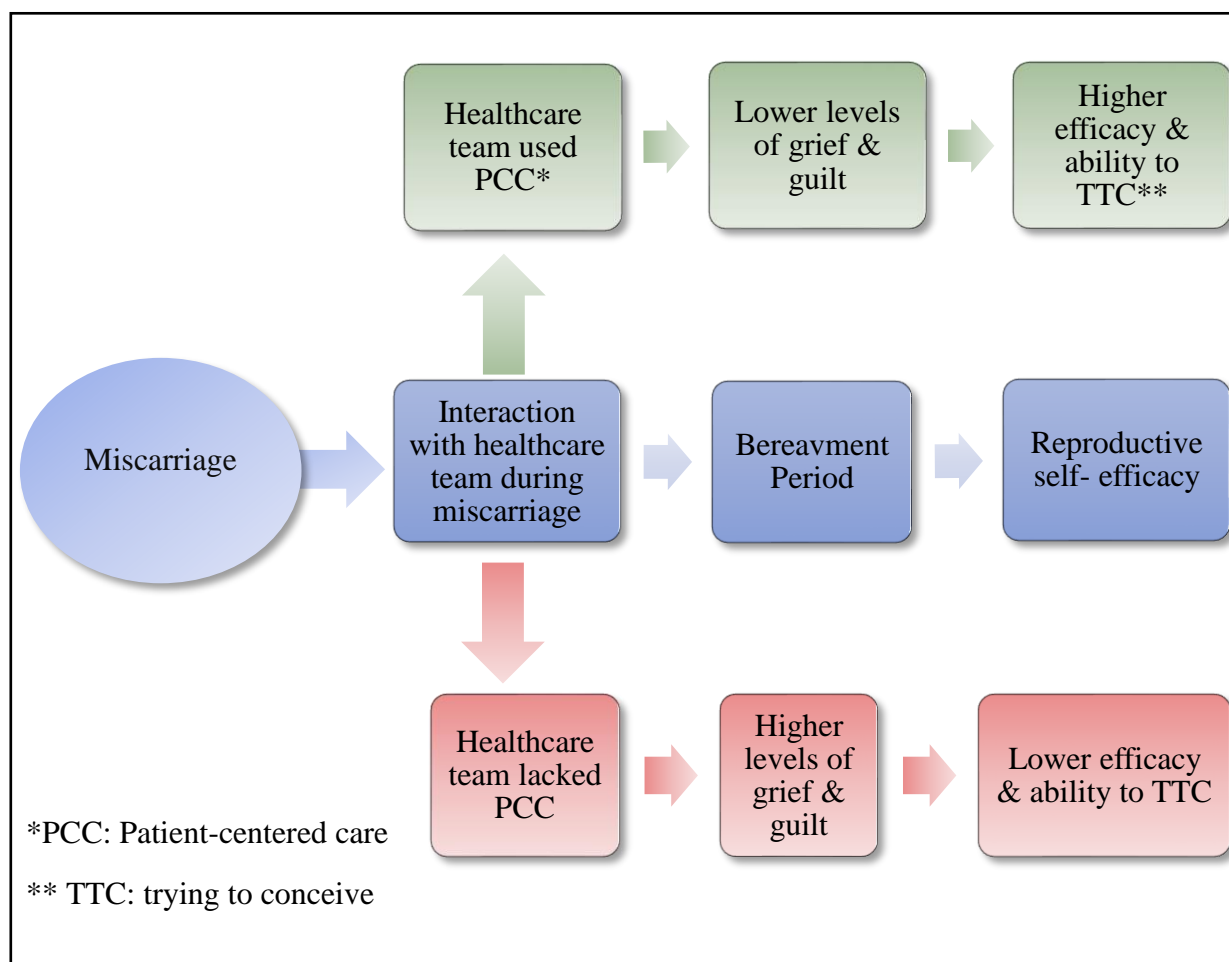 Healthcare
team used
PCC*
Lower levels
of grief &
guilt
Higher
efficacy &
ability to
TTC**
Miscarriage
Interaction
with healthcare
team during
miscarriage
Bereavment
Period
Reproductive
self- efficacy
Healthcare
team lacked
PCC
Higher
levels of
grief &
guilt
Lower efficacy
& ability to TTC
*PCC: Patient-centered care
** TTC: trying to conceive